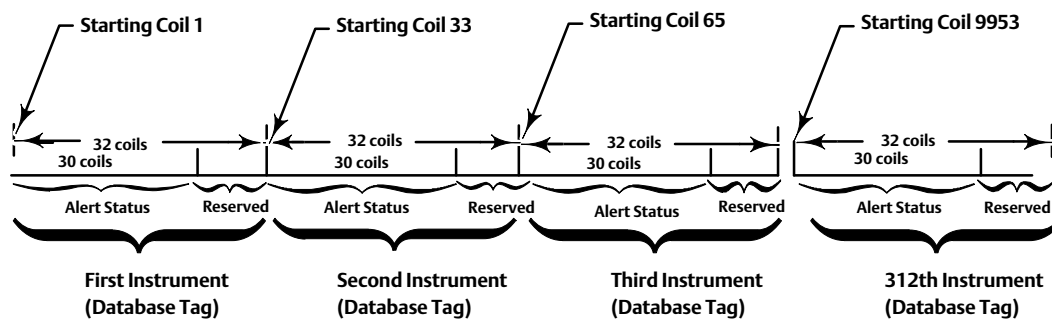 Starting Coil 1
Starting Coil 33
Starting Coil 65
Starting Coil 9953
32 coils
32 coils
32 coils
32 coils
30 coils
30 coils
30 coils
30 coils
Alert Status
Reserved
Alert Status
Reserved
Alert Status
Reserved
Alert Status
Reserved
First Instrument
(Database Tag)
Second Instrument
(Database Tag)
Third Instrument
(Database Tag)
312th Instrument
(Database Tag)